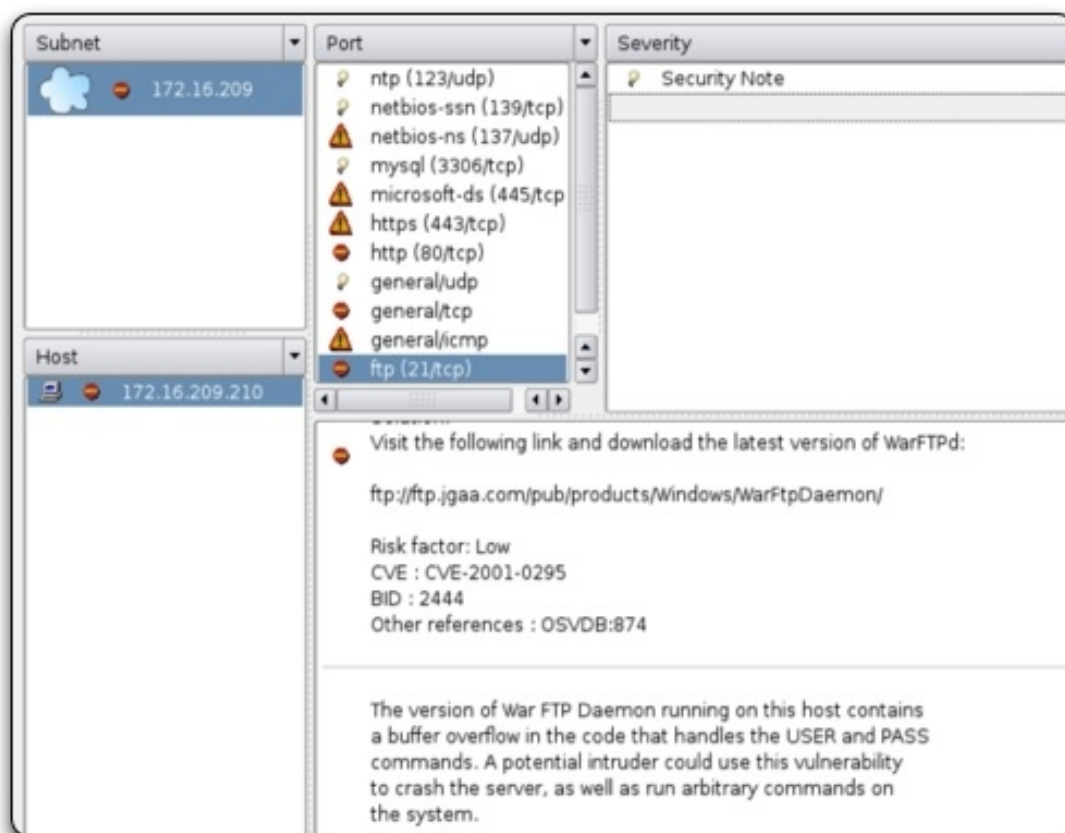 Subnet
172.16.209
Host
172.16.209.210
Port
ntp (123/udp)
netbios-ssn (139/tcp)
netbios-ns (137/udp)
mysql (3306/tcp)
microsoft-ds (445/tcp
https (443/tcp)
http (80/tcp)
general/udp
general/tcp
general/icmp
ftp (21/tcp)
Severity
Security Note
Visit the following link and download the latest version of WarFTPd:
ftp://ftp.jgaa.com/pub/products/Windows/WarFtpDaemon/
Risk factor: Low
CVE : CVE-2001-0295
BID : 2444
Other references : OSVDB:874
The version of War FTP Daemon running on this host contains
a buffer overflow in the code that handles the USER and PASS
commands. A potential intruder could use this vulnerability
to crash the server, as well as run arbitrary commands on
the system.